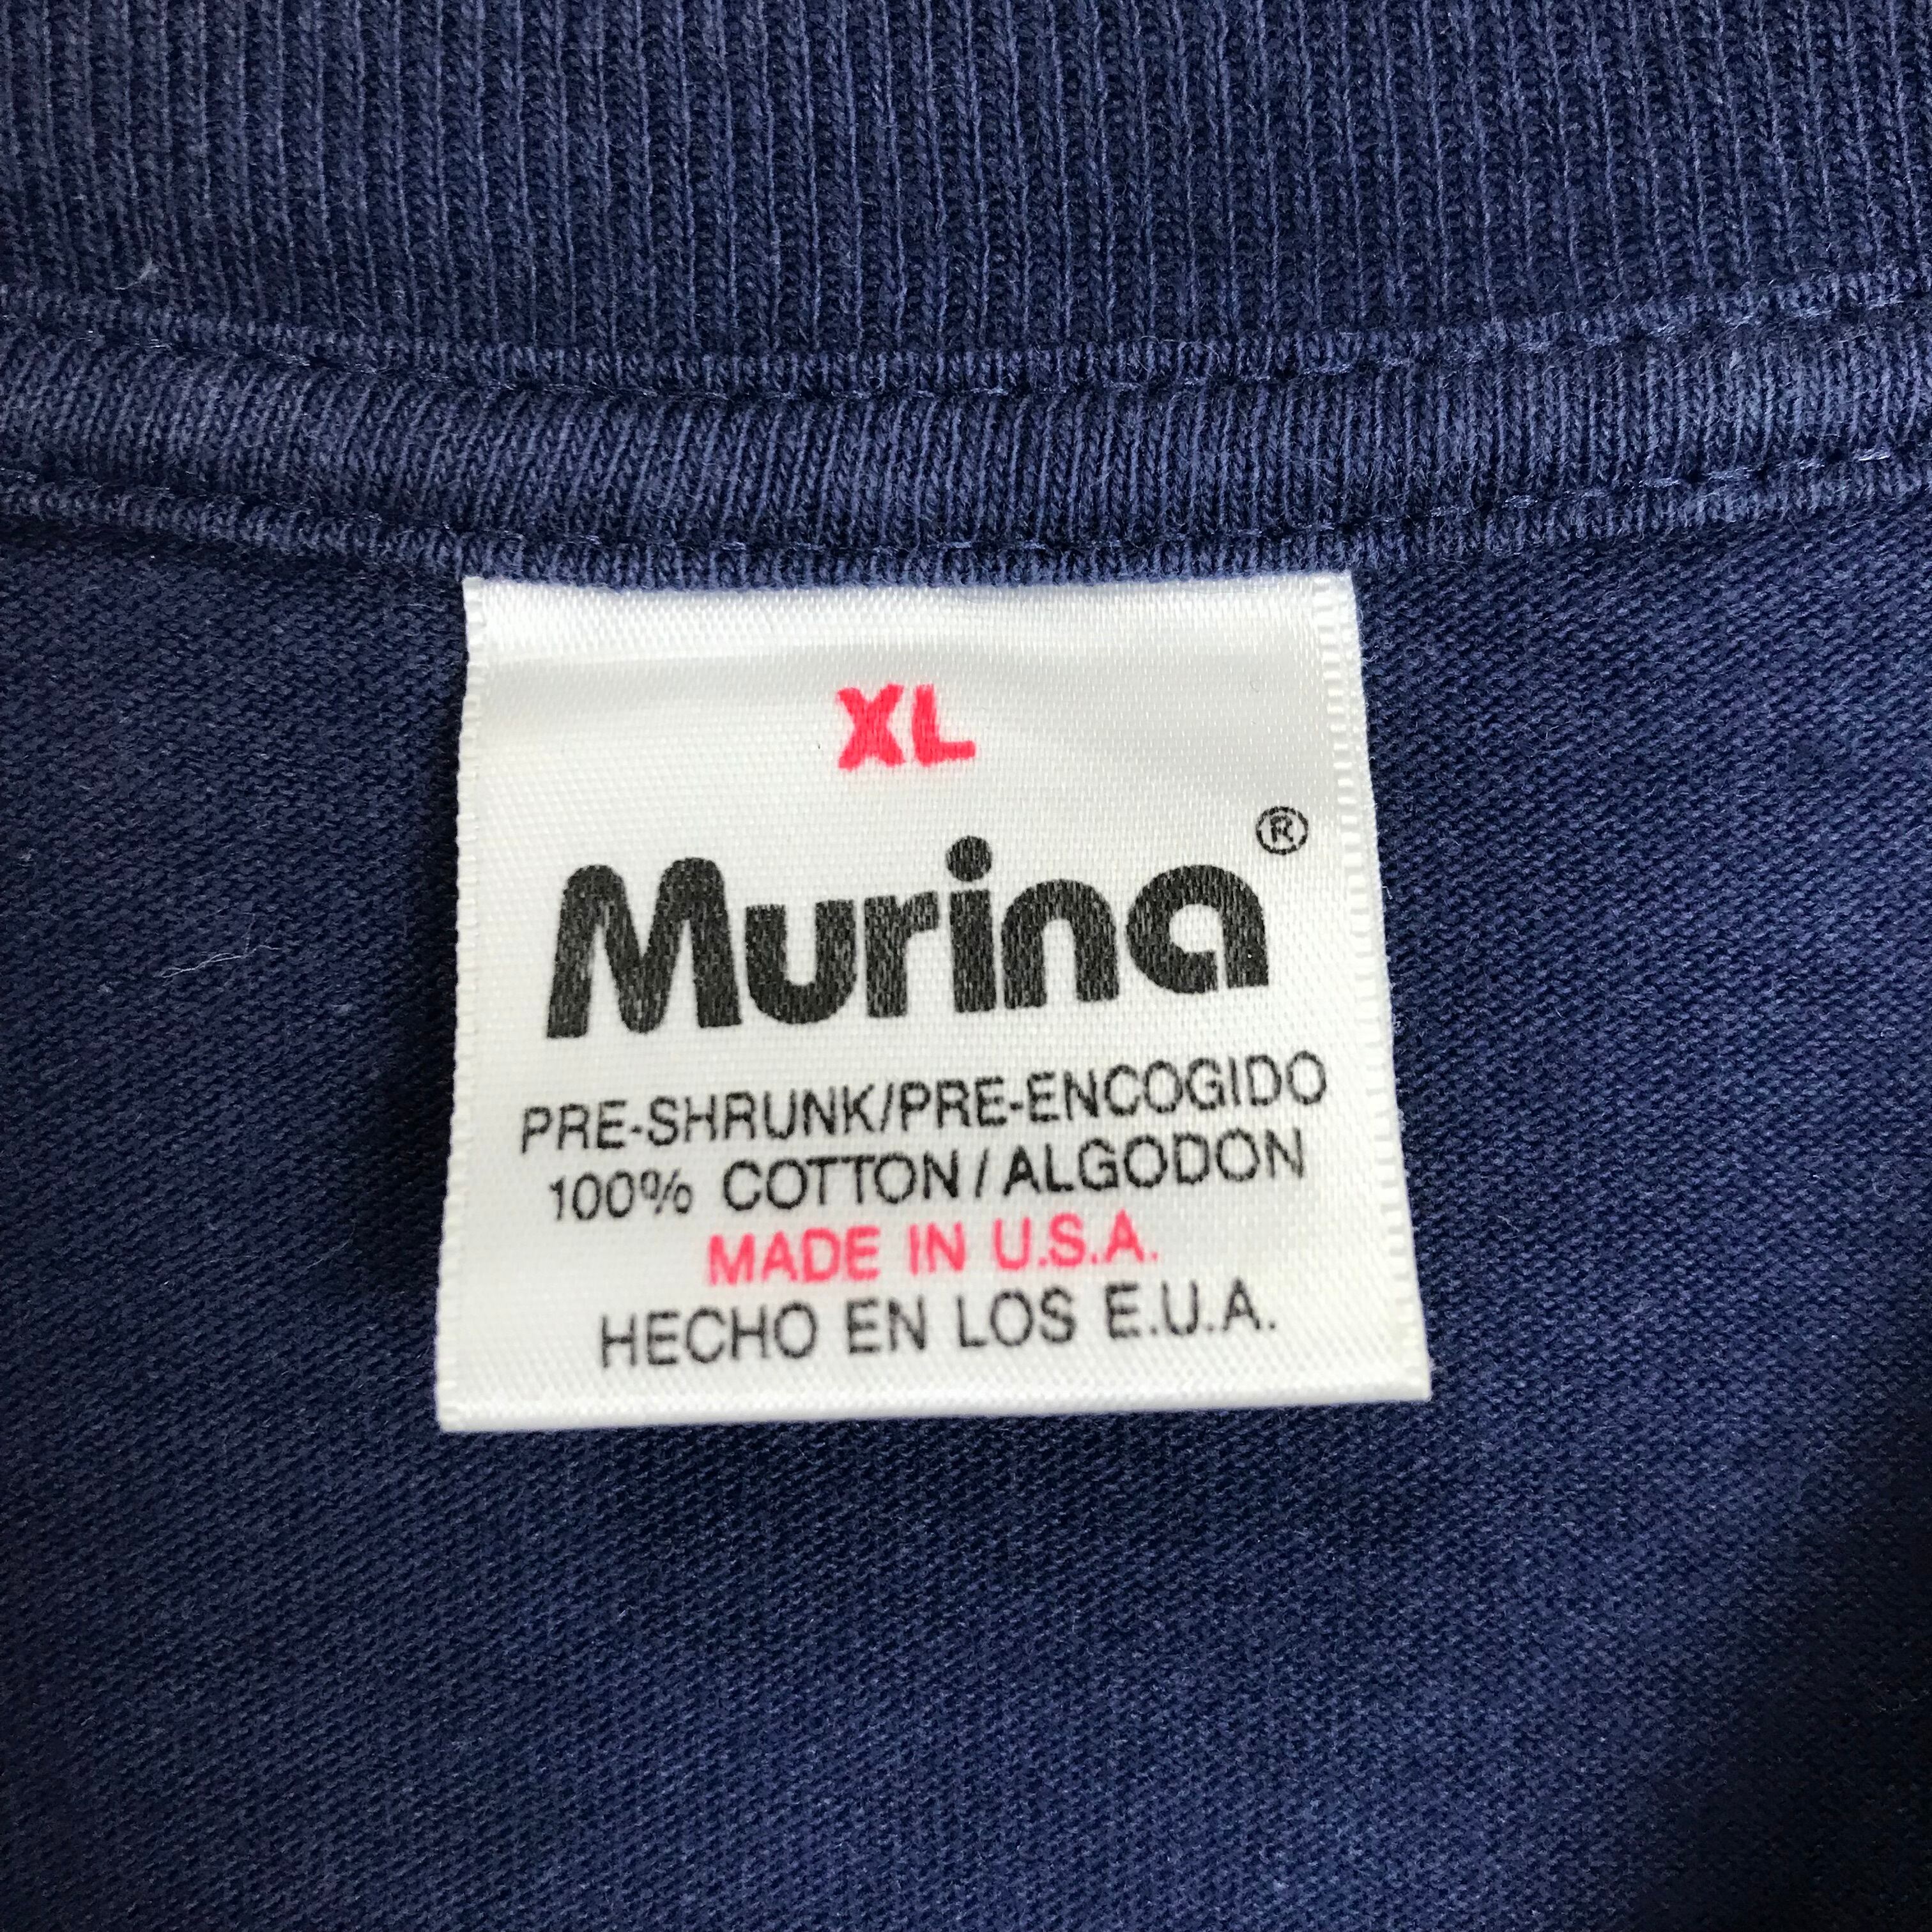 XL
Murina®
PRE-SHRUNK/PRE-ENCOGIDO
100% COTTON/ALGODON
MADE IN U.S.A.
HECHO EN LOS E.U.A.